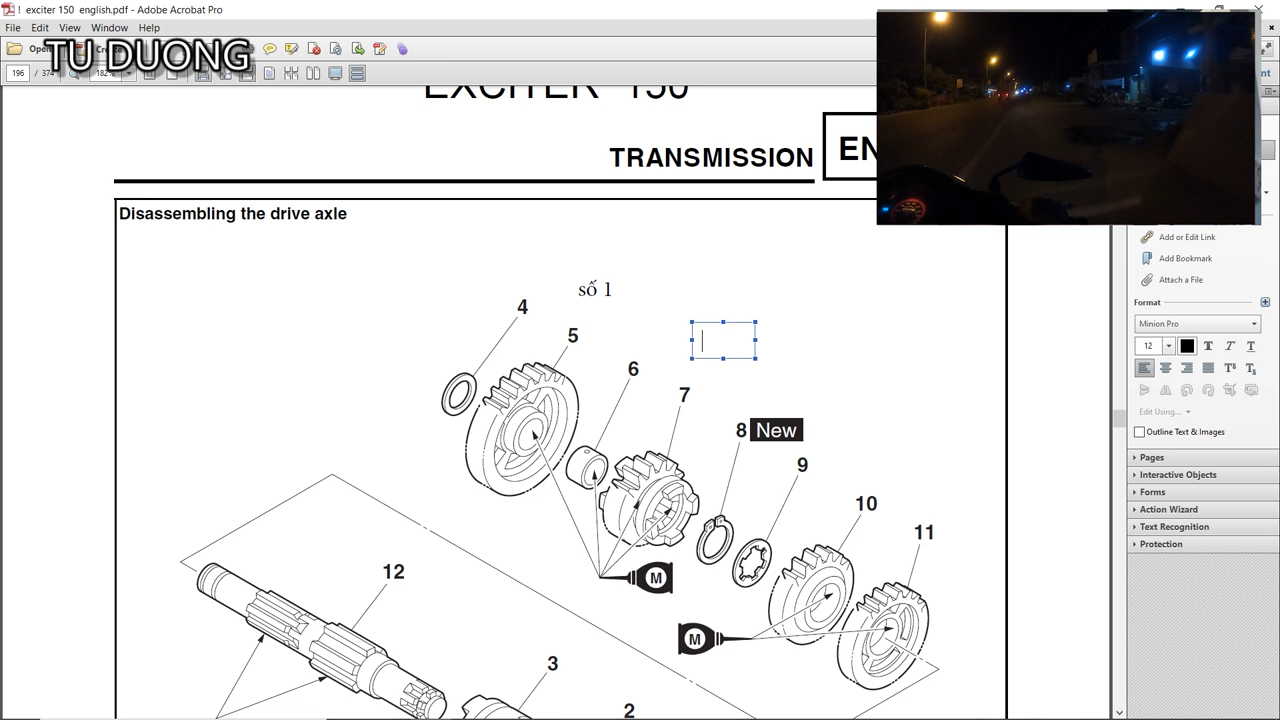 ! exciter 150 english.pdf - Adobe Acrobat Pro
File Edit View Window Help
Open
TU DUONG
196 / 374
182%
EXCITER 150
TRANSMISSION
EN
Disassembling the drive axle
số 1
4
5
6
7
8 New
9
10
11
M
12
M
3
2
Add or Edit Link
Add Bookmark
Attach a File
Format
Minion Pro
12 T T T
Edit Using...
Outline Text & Images
Pages
Interactive Objects
Forms
Action Wizard
Text Recognition
Protection